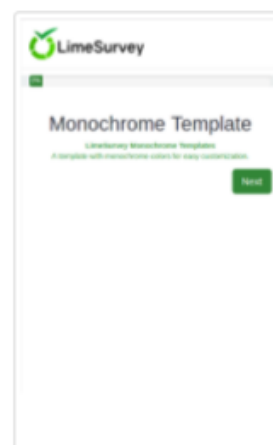 LimeSurvey
Monochrome Template
LimeSurvey Monochrome Templates
A template with monochrome colors for easy customization.
Next